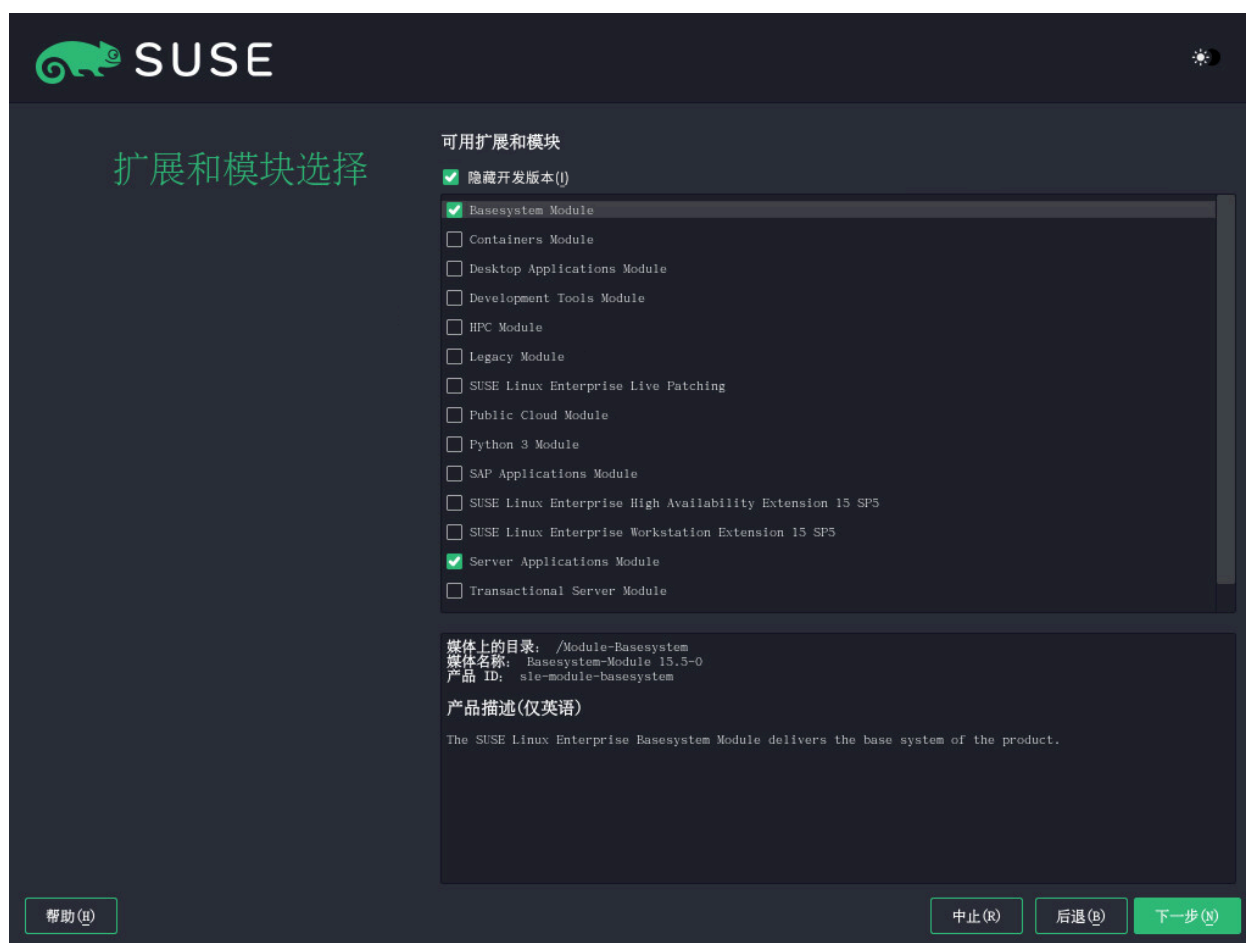 SUSE
扩展和模块选择
可用扩展和模块
隐藏开发版本(I)
Basesystem Module
Containers Module
Desktop Applications Module
Development Tools Module
HPC Module
Legacy Module
SUSE Linux Enterprise Live Patching
Public Cloud Module
Python 3 Module
SAP Applications Module
SUSE Linux Enterprise High Availability Extension 15 SP5
SUSE Linux Enterprise Workstation Extension 15 SP5
Server Applications Module
Transactional Server Module
媒体上的目录： /Module-Basesystem
媒体名称： Basesystem-Module 15.5-0
产品 ID： sle-module-basesystem
产品描述(仅英语)
The SUSE Linux Enterprise Basesystem Module delivers the base system of the product.
帮助(H) 中止(R) 后退(B) 下一步(N)